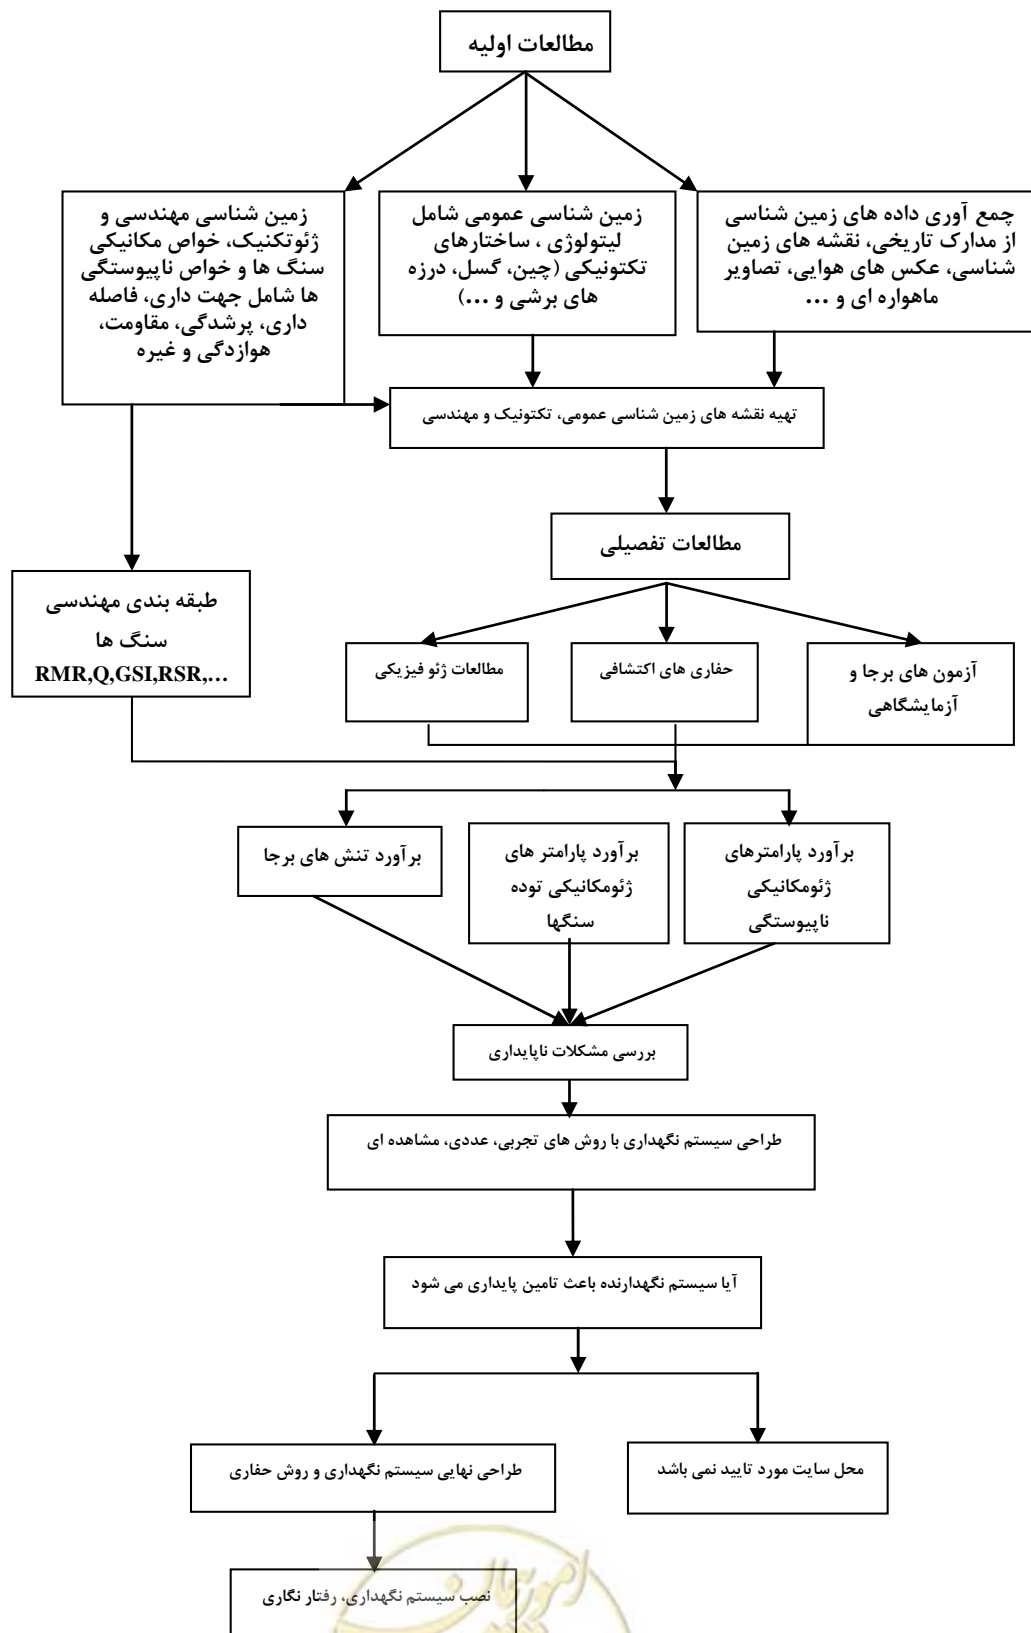 مطالعات اولیه
چمع آوری داده های زمین شناسی
از مدارک تاریخی، نقشه های زمین
شناسی، عکس های هوایی، تصاویر
ماهواره ای و ...
زمین شناسی عمومی شامل
لیتولوژی ، ساختارهای
تکتونیکی (چین، گسل، درزه
های برشی و ...)
زمین شناسی مهندسی و
ژئوتکنیک، خواص مکانیکی
سنگ ها و خواص ناپیوستگی
ها شامل جهت داری، فاصله
داری، پرشدگی، مقاومت،
هوازدگی و غیره
تهیه نقشه های زمین شناسی عمومی، تکتونیک و مهندسی
مطالعات تفصیلی
طبقه بندی مهندسی
سنگ ها
RMR,Q,GSI,RSR,...
آزمون های برجا و
آزمایشگاهی
حفاری های اکتشافی
مطالعات ژئو فیزیکی
برآورد پارامترهای
ژئومکانیکی
ناپیوستگی
برآورد پارامتر های
ژئومکانیکی توده
سنگها
برآورد تنش های برجا
بررسی مشکلات ناپایداری
طراحی سیستم نگهداری با روش های تجربی، عددی، مشاهده ای
آیا سیستم نگهدارنده باعث تامین پایداری می شود
محل سایت مورد تایید نمی باشد
طراحی نهایی سیستم نگهداری و روش حفاری
نصب سیستم نگهداری، رفتار نگاری